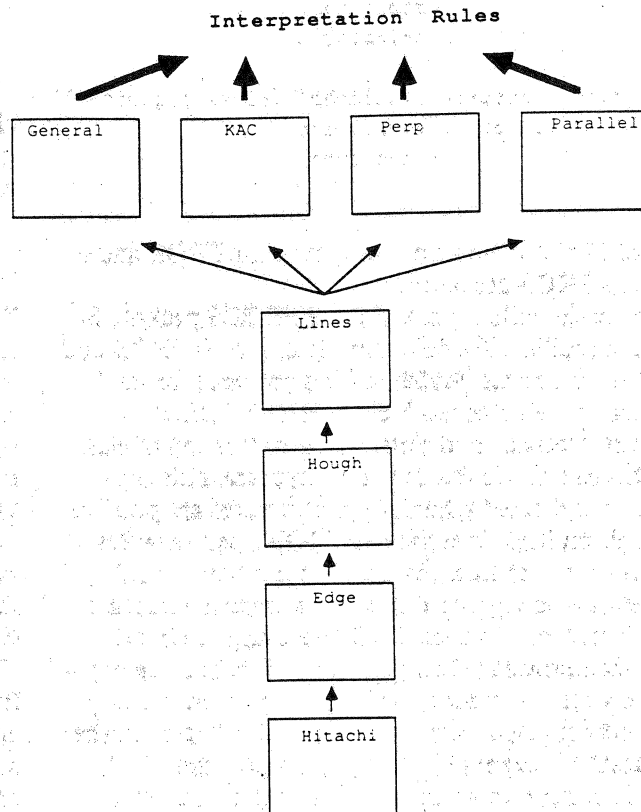 Interpretation Rules
General KAC Perp Parallel
Lines
Hough
Edge
Hitachi